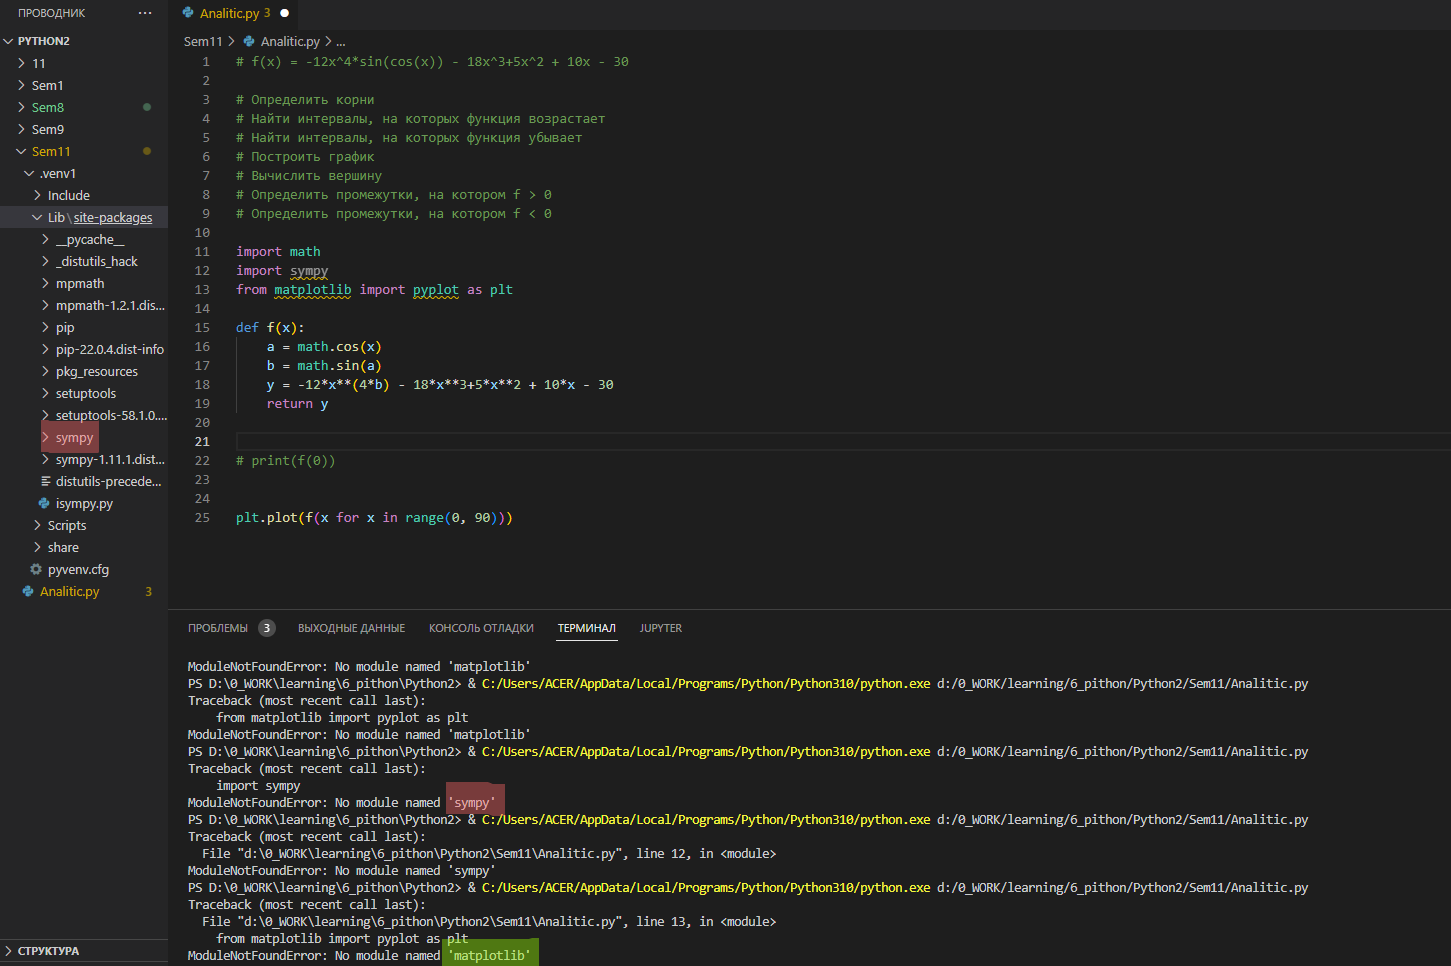 ПРОВОДНИК
...
PYTHON2
11
Sem1
Sem8
Sem9
Sem11
.venv1
Include
Lib\site-packages
__pycache__
_distutils_hack
mpmath
mpmath-1.2.1.dis...
pip
pip-22.0.4.dist-info
pkg_resources
setuptools
setuptools-58.1.0....
sympy
sympy-1.11.1.dist...
distutils-precede...
isympy.py
Scripts
share
pyvenv.cfg
Analitic.py 3
СТРУКТУРА
Analitic.py 3
Sem11 > Analitic.py > ...
1 # f(x) = -12x^4*sin(cos(x)) - 18x^3+5x^2 + 10x - 30
2
3 # Определить корни
4 # Найти интервалы, на которых функция возрастает
5 # Найти интервалы, на которых функция убывает
6 # Построить график
7 # Вычислить вершину
8 # Определить промежутки, на котором f > 0
9 # Определить промежутки, на котором f < 0
10
11 import math
12 import sympy
13 from matplotlib import pyplot as plt
14
15 def f(x):
16     a = math.cos(x)
17     b = math.sin(a)
18     y = -12*x**(4*b) - 18*x**3+5*x**2 + 10*x - 30
19     return y
20
21
22 # print(f(0))
23
24
25 plt.plot(f(x for x in range(0, 90)))
ПРОБЛЕМЫ 3 ВЫХОДНЫЕ ДАННЫЕ КОНСОЛЬ ОТЛАДКИ ТЕРМИНАЛ JUPYTER
ModuleNotFoundError: No module named 'matplotlib'
PS D:\0_WORK\learning\6_pithon\Python2> & C:/Users/ACER/AppData/Local/Programs/Python/Python310/python.exe d:/0_WORK/learning/6_pithon/Python2/Sem11/Analitic.py
Traceback (most recent call last):
    from matplotlib import pyplot as plt
ModuleNotFoundError: No module named 'matplotlib'
PS D:\0_WORK\learning\6_pithon\Python2> & C:/Users/ACER/AppData/Local/Programs/Python/Python310/python.exe d:/0_WORK/learning/6_pithon/Python2/Sem11/Analitic.py
Traceback (most recent call last):
    import sympy
ModuleNotFoundError: No module named 'sympy'
PS D:\0_WORK\learning\6_pithon\Python2> & C:/Users/ACER/AppData/Local/Programs/Python/Python310/python.exe d:/0_WORK/learning/6_pithon/Python2/Sem11/Analitic.py
Traceback (most recent call last):
  File "d:\0_WORK\learning\6_pithon\Python2\Sem11\Analitic.py", line 12, in <module>
ModuleNotFoundError: No module named 'sympy'
PS D:\0_WORK\learning\6_pithon\Python2> & C:/Users/ACER/AppData/Local/Programs/Python/Python310/python.exe d:/0_WORK/learning/6_pithon/Python2/Sem11/Analitic.py
Traceback (most recent call last):
  File "d:\0_WORK\learning\6_pithon\Python2\Sem11\Analitic.py", line 13, in <module>
    from matplotlib import pyplot as plt
ModuleNotFoundError: No module named 'matplotlib'